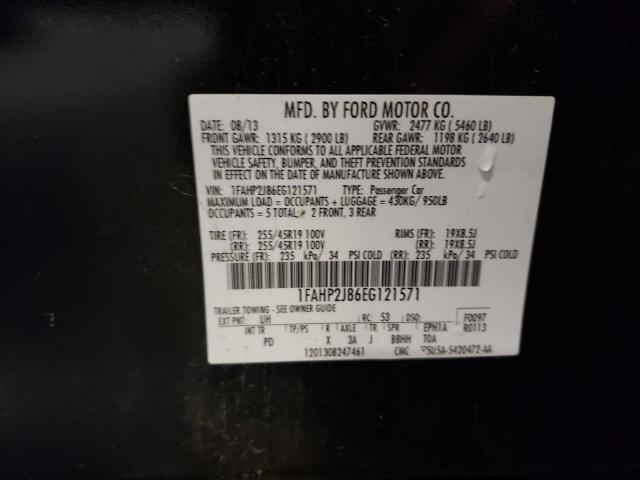 MFD. BY FORD MOTOR CO.
DATE: 08/13 GVWR: 2477 KG ( 5460 LB)
FRONT GAWR: 1315 KG ( 2900 LB) REAR GAWR: 1198 KG ( 2640 LB)
THIS VEHICLE CONFORMS TO ALL APPLICABLE FEDERAL MOTOR
VEHICLE SAFETY, BUMPER, AND THEFT PREVENTION STANDARDS
IN EFFECT ON THE DATE OF MANUFACTURE SHOWN ABOVE.
VIN: 1FAHP2J86EG121571 TYPE: Passenger Car
MAXIMUM LOAD = OCCUPANTS + LUGGAGE = 430KG/ 950LB
OCCUPANTS = 5 TOTAL, 2 FRONT, 3 REAR
TIRE (FR): 255/45R19 100V RIMS (FR): 19X8.5J
(RR): 255/45R19 100V (RR): 19X8.5J
PRESSURE (FR): 235 kPa/ 34 PSI COLD (RR): 235 kPa/ 34 PSI COLD
1FAHP2J86EG121571
TRAILER TOWING - SEE OWNER GUIDE
EXT PNT: UH RC: 53 DSO: F0097
INT TR TP/PS R AXLE TR SPR EPH1A R0113
PD X 3A J BBHH TOA
1201308247461 CMC 5U5A-5420472-AA